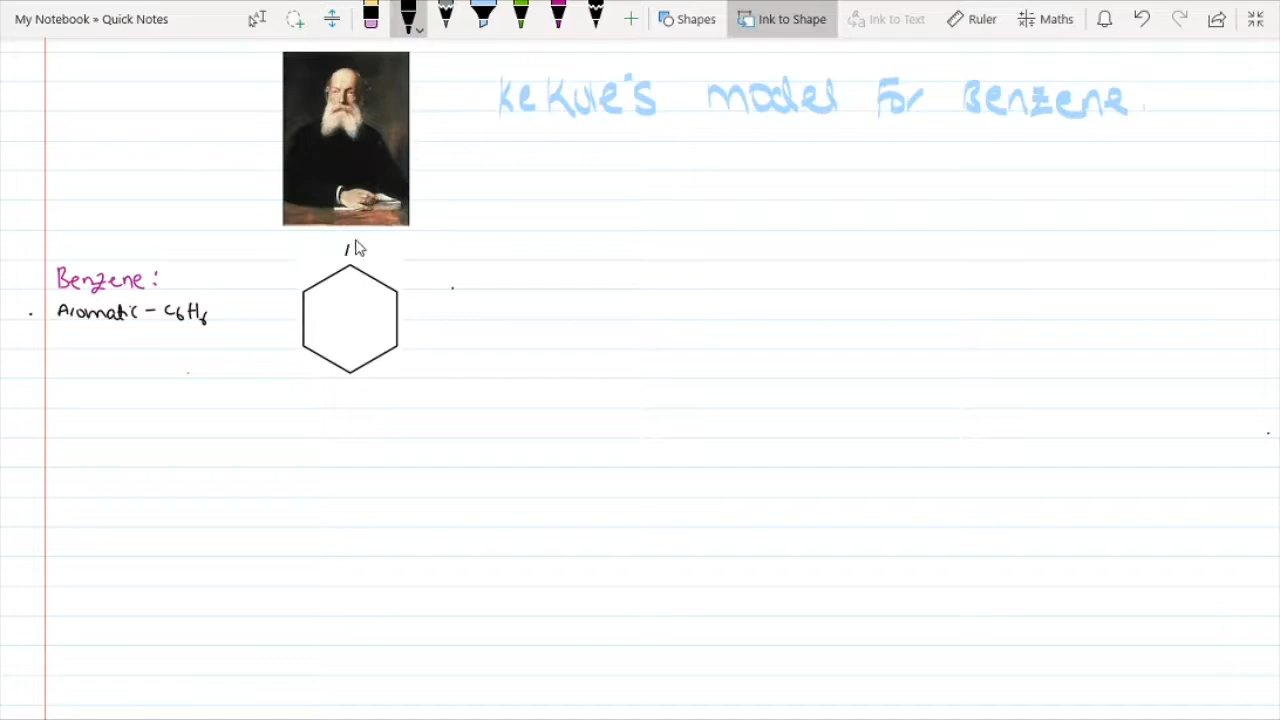 My Notebook » Quick Notes
Shapes
Ink to Shape
Ink to Text
Ruler
Maths
Kekule's model For Benzene.
Benzene:
Aromatic - C6H6